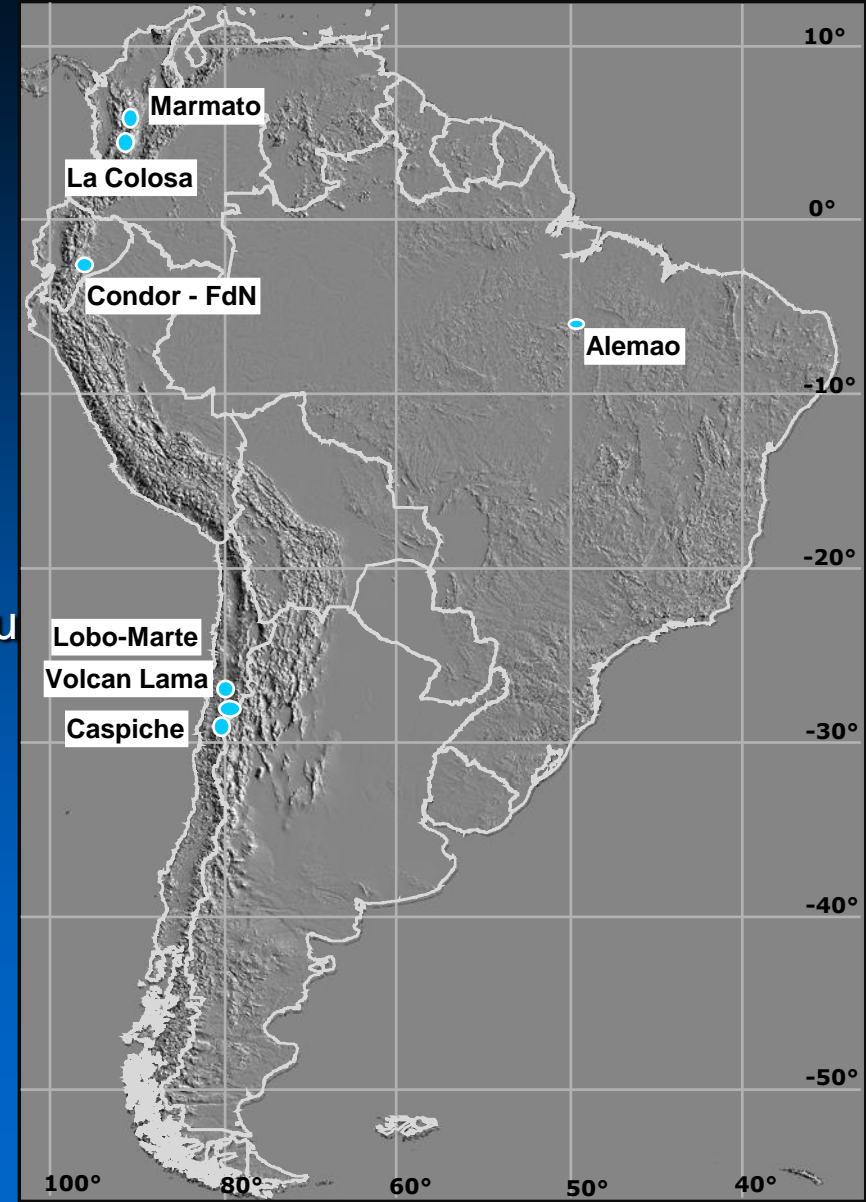 10°
Marmato
La Colosa
0°
Condor - FdN
Alemao
-10°
-20°
u
Lobo-Marte
Volcan Lama
Caspiche
-30°
-40°
-50°
100° 80° 60° 50° 40°